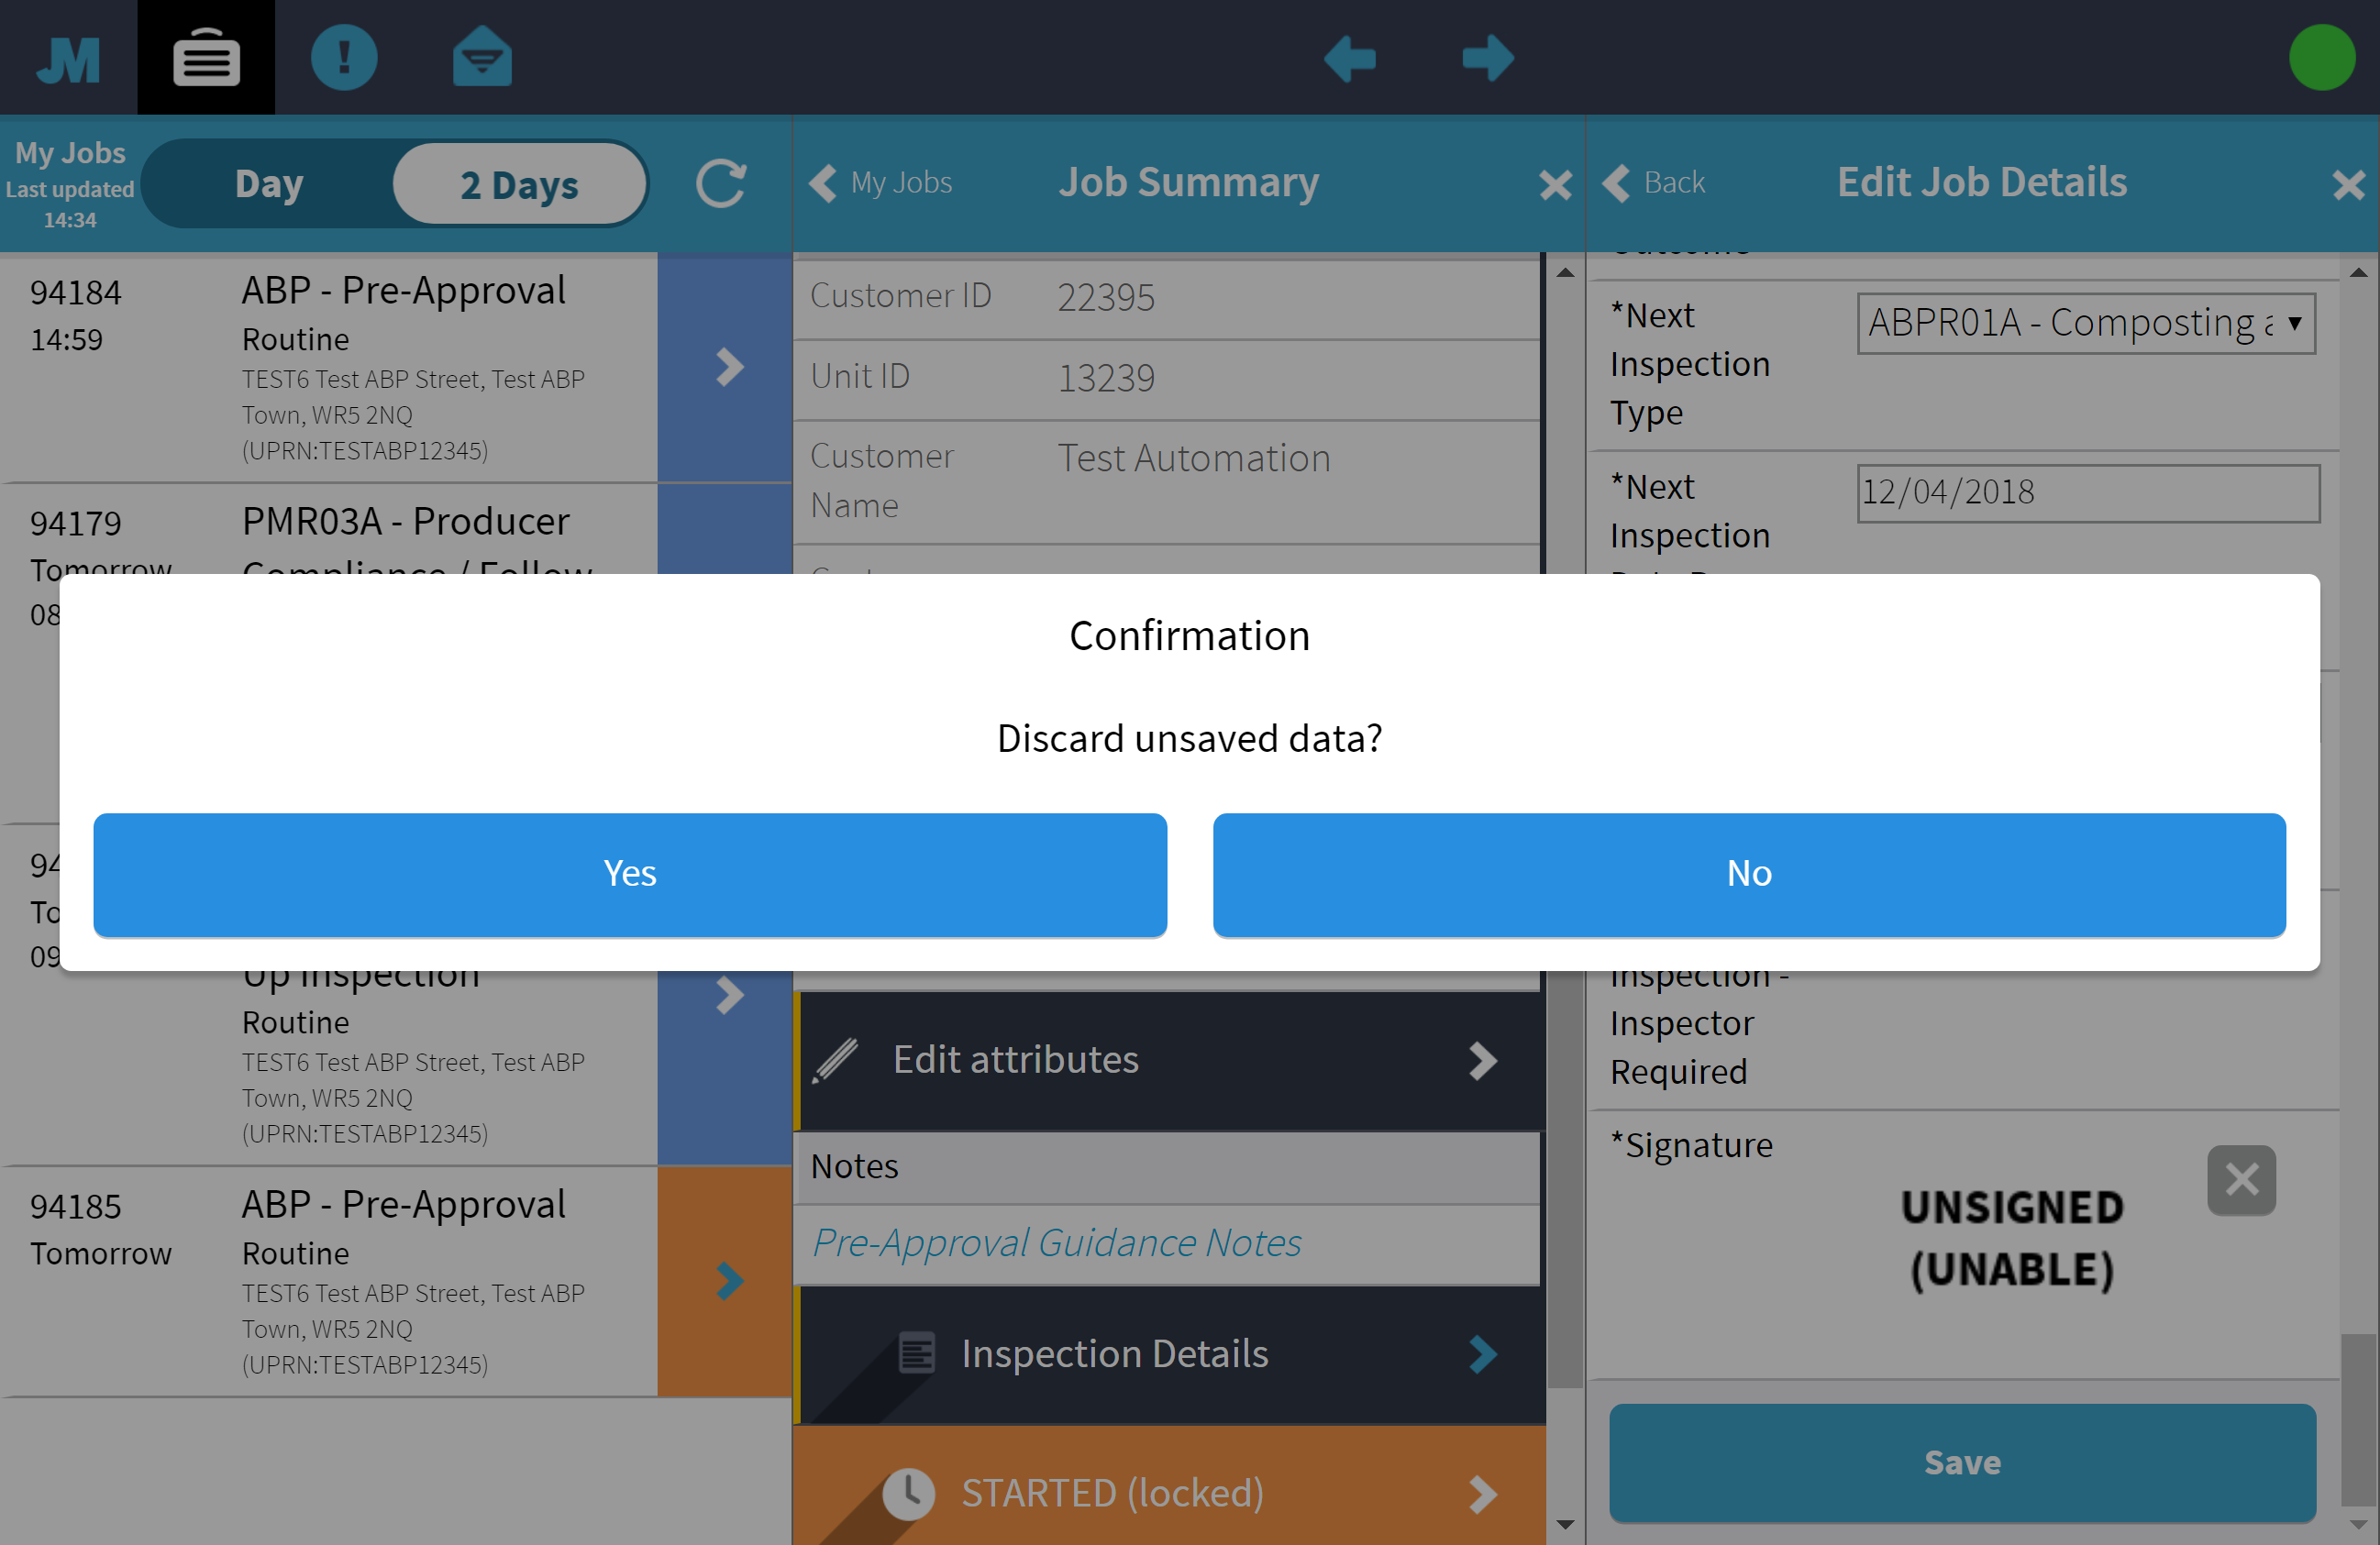 JM
My Jobs
Last updated
14:34
Day
2 Days
My Jobs
Job Summary
Back
Edit Job Details
94184
14:59
ABP - Pre-Approval
Routine
TEST6 Test ABP Street, Test ABP
Town, WR5 2NQ
(UPRN:TESTABP12345)
94179
Tomorrow
08
PMR03A - Producer
Compliance / Follow
94
To
09
Up Inspection
Routine
TEST6 Test ABP Street, Test ABP
Town, WR5 2NQ
(UPRN:TESTABP12345)
94185
Tomorrow
ABP - Pre-Approval
Routine
TEST6 Test ABP Street, Test ABP
Town, WR5 2NQ
(UPRN:TESTABP12345)
Customer ID
22395
Unit ID
13239
Customer
Name
Test Automation
Confirmation
Discard unsaved data?
Yes
No
Edit attributes
Notes
Pre-Approval Guidance Notes
Inspection Details
STARTED (locked)
*Next
Inspection
Type
ABPR01A - Composting a
*Next
Inspection
12/04/2018
Inspection -
Inspector
Required
*Signature
UNSIGNED
(UNABLE)
Save